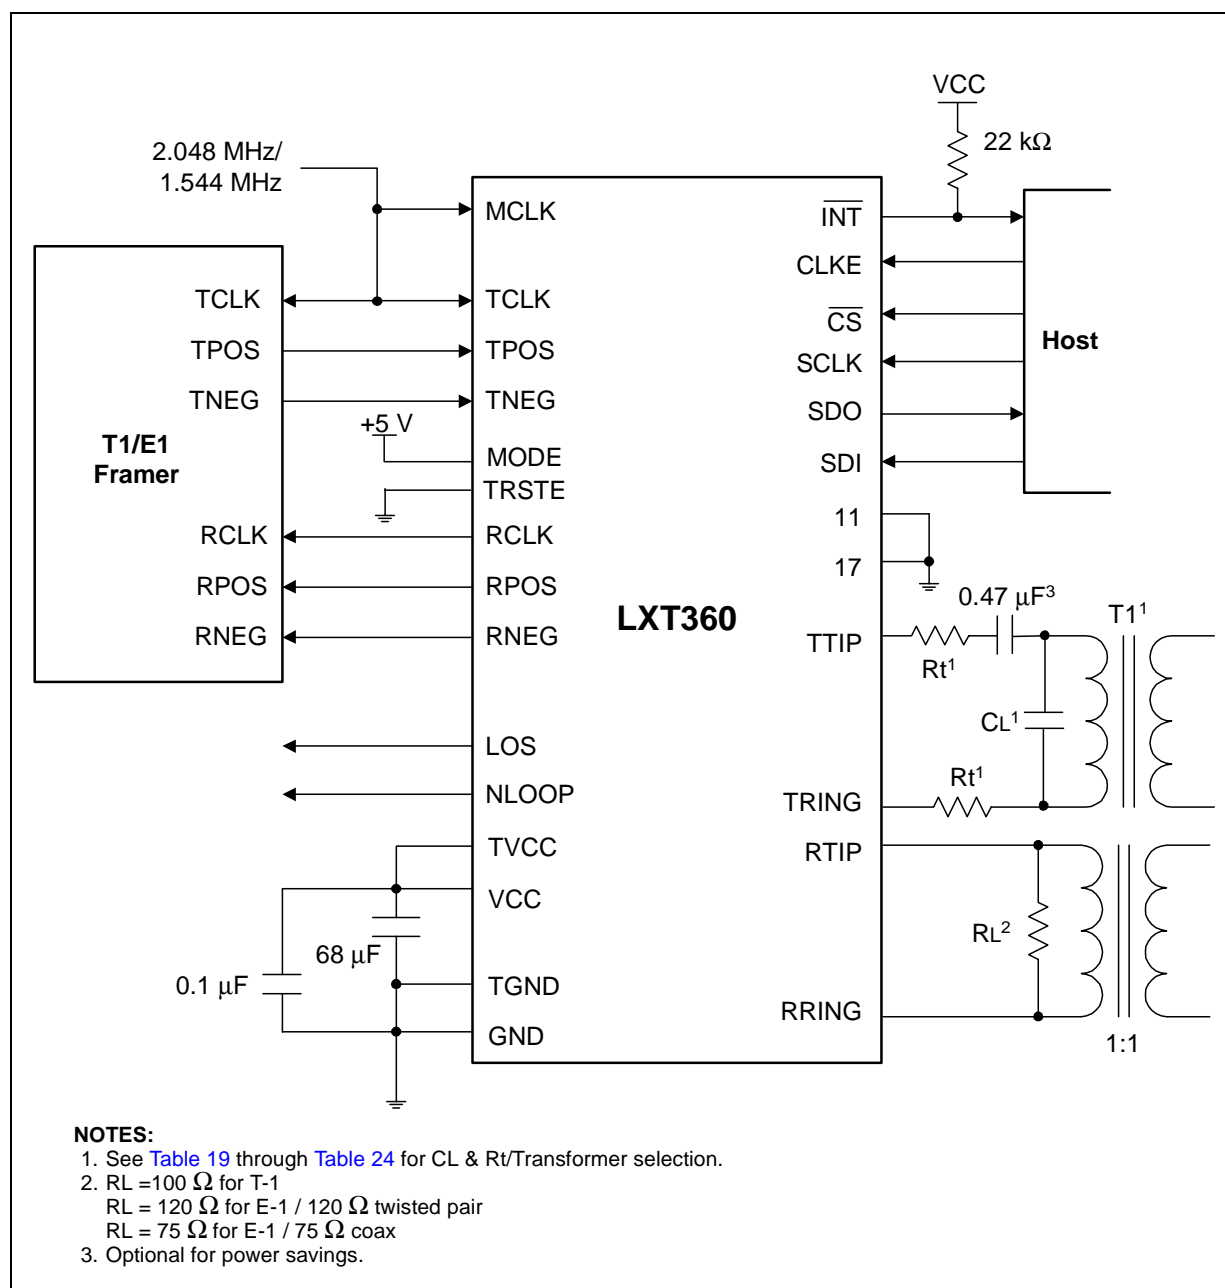 VCC
22 kΩ
2.048 MHz/
1.544 MHz
MCLK
INT
CLKE
TCLK
TCLK
CS
Host
TPOS
TPOS
SCLK
TNEG
TNEG
SDO
+5 V
T1/E1
Framer
MODE
SDI
TRSTE
11
RCLK
RCLK
17
RPOS
RPOS
LXT360
0.47 μF3
T11
RNEG
RNEG
TTIP
Rt1
CL1
LOS
Rt1
NLOOP
TRING
TVCC
RTIP
VCC
68 μF
RL2
0.1 μF
TGND
RRING
GND
1:1
NOTES:
1. See Table 19 through Table 24 for CL & Rt/Transformer selection.
2. RL =100 Ω for T-1
RL = 120 Ω for E-1 / 120 Ω twisted pair
RL = 75 Ω for E-1 / 75 Ω coax
3. Optional for power savings.